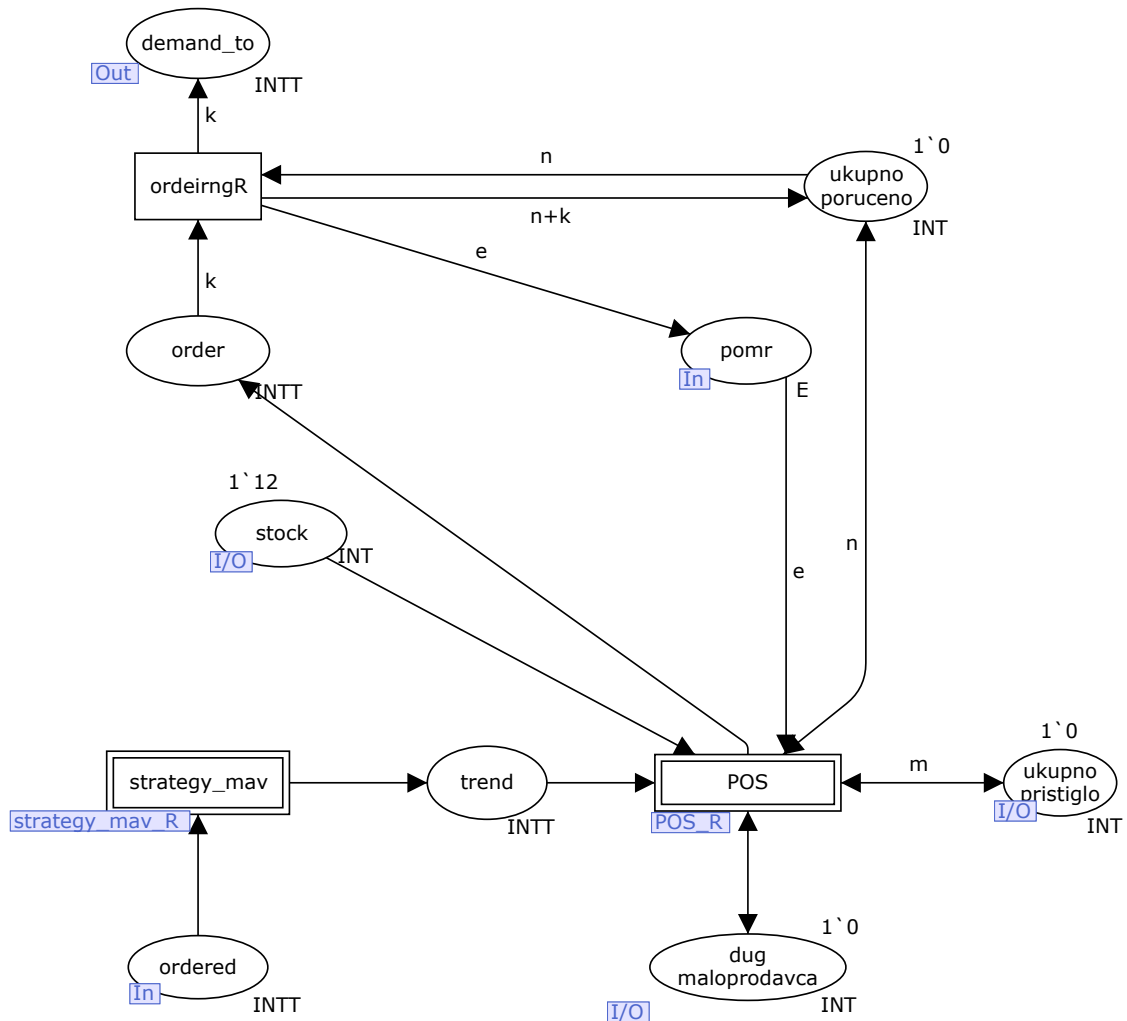 demand_to
Out
INTT
k
1`0
ordeirngR
n
ukupno
poruceno
n+k
INT
e
k
order
pomr
In
E
INTT
1`12
stock
I/O
INT
n
e
1`0
strategy_mav
trend
POS
m
ukupno
pristiglo
I/O
strategy_mav_R
INTT
POS_R
INT
1`0
ordered
dug
maloprodavca
In
INTT
INT
I/O